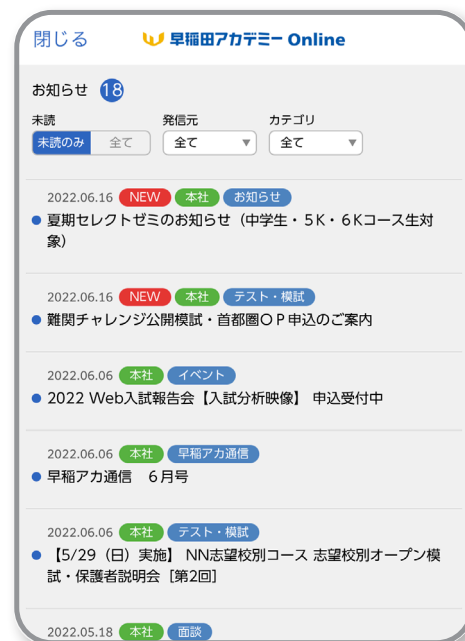 閉じる 早稲田アカデミー Online
お知らせ 18
未読 発信元 カテゴリ
未読のみ 全て 全て 全て
2022.06.16 NEW 本社 お知らせ
夏期セレクトゼミのお知らせ（中学生・５K・６Kコース生対
象）
2022.06.16 NEW 本社 テスト・模試
難関チャレンジ公開模試・首都圏ＯＰ申込のご案内
2022.06.06 本社 イベント
2022 Web入試報告会【入試分析映像】 申込受付中
2022.06.06 本社 早稲アカ通信
早稲アカ通信　６月号
2022.06.06 本社 テスト・模試
【5/29（日）実施】 NN志望校別コース 志望校別オープン模
試・保護者説明会［第2回］
2022.05.18 本社 面談